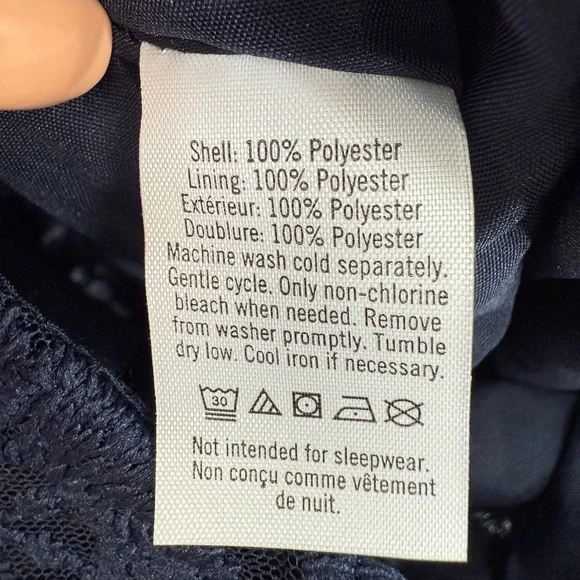 Shell: 100% Polyester
Lining: 100% Polyester
Extérieur: 100% Polyester
Doublure: 100% Polyester
Machine wash cold separately.
Gentle cycle. Only non-chlorine
bleach when needed. Remove
from washer promptly. Tumble
dry low. Cool iron if necessary.
30
Not intended for sleepwear.
Non conçu comme vêtement
de nuit.